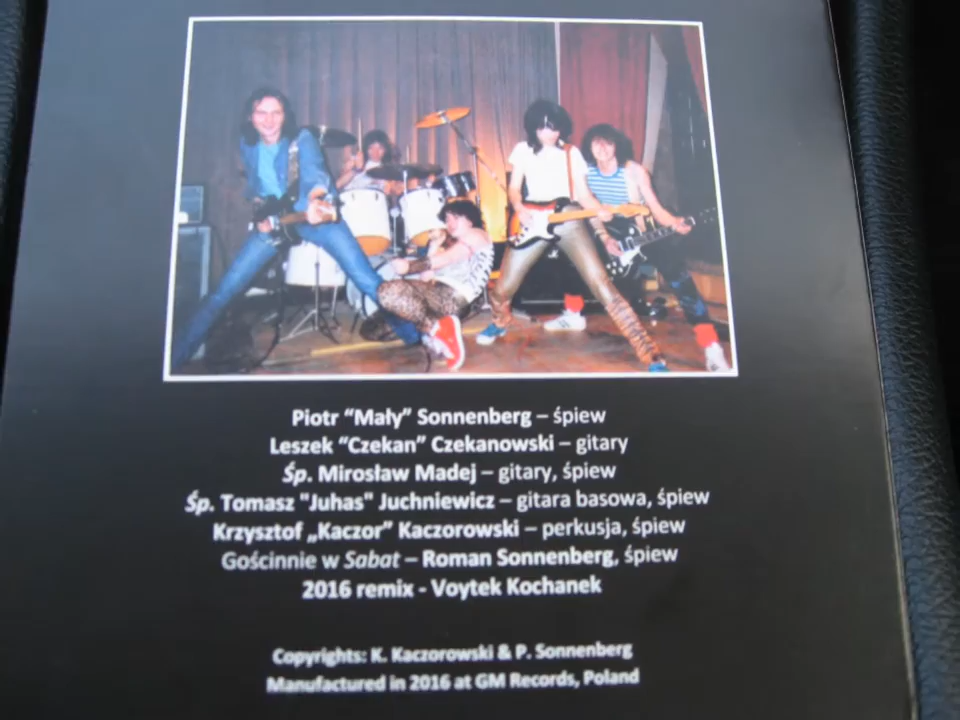 Piotr “Mały” Sonnenberg – śpiew
Leszek “Czekan” Czekanowski – gitary
Śp. Mirosław Madej – gitary, śpiew
Śp. Tomasz "Juhas" Juchniewicz – gitara basowa, śpiew
Krzysztof „Kaczor” Kaczorowski – perkusja, śpiew
Gościnnie w Sabat – Roman Sonnenberg, śpiew
2016 remix - Voytek Kochanek
Copyrights: K. Kaczorowski & P. Sonnenberg
Manufactured in 2016 at GM Records, Poland